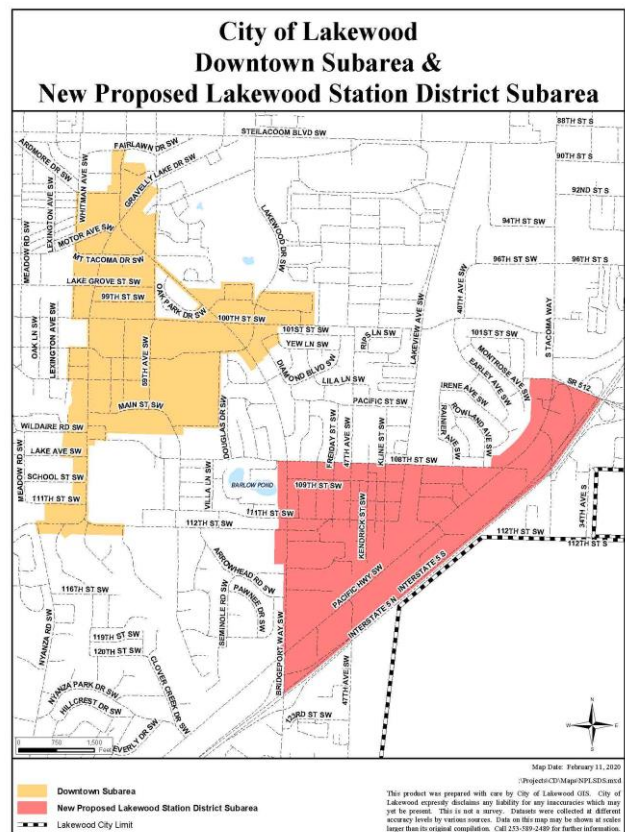 City of Lakewood
Downtown Subarea &
New Proposed Lakewood Station District Subarea
88TH ST S
STEILACOOM BLVD SW
FAIRLAWN DR SW
ARDMORE DR SW
90TH ST S
WHITMAN AVE SW
GRAVELLY LAKE DR SW
LEXINGTON AVE SW
92ND ST S
MEADOW RD SW
MOTOR AVE SW
LAKEWOOD DR SW
94TH ST SW
MT TACOMA DR SW
96TH ST SW
96TH ST S
40TH AVE SW
LAKE GROVE ST SW
99TH ST SW
OAK PARK DR SW
100TH ST SW
LAKEVIEW AVE SW
S TACOMA WAY
101ST ST SW
LN SW
101ST ST SW
YEW LN SW
OAK LN SW
LEXINGTON AVE SW
59TH AVE SW
DIAMOND BLVD SW
LILA LN SW
MONTROSE AVE SW
EARLEY AVE SW
IRENE AVE SW
ROWLAND AVE SW
RAINIER AVE SW
SR 512
PACIFIC ST SW
MAIN ST SW
DOUGLAS DR SW
WILDAIRE RD SW
FREIDAY ST SW
47TH AVE SW
KLINE ST SW
108TH ST SW
LAKE AVE SW
MEADOW RD SW
SCHOOL ST SW
VILLA LN SW
BARLOW POND
109TH ST SW
34TH AVE S
111TH ST SW
111TH ST SW
KENDRICK ST SW
112TH ST SW
112TH ST SW
112TH ST S
ARROWHEAD RD SW
PAWNEE DR SW
SEMINOLE RD SW
PACIFIC HWY SW
INTERSTATE 5 N
INTERSTATE 5 S
116TH ST SW
NYANZA RD SW
119TH ST SW
120TH ST SW
CLOVER CREEK DR SW
BRIDGEPORT WAY SW
47TH AVE SW
NYANZA PARK DR SW
HILLCREST DR SW
BEVERLY DR SW
123RD ST SW
0 750 1,500
Feet
N
W E
S
Map Date: February 11, 2020
:\Projects\CD\Maps\NPLSDS.mxd
Downtown Subarea
New Proposed Lakewood Station District Subarea
Lakewood City Limit
This product was prepared with care by City of Lakewood GIS. City of
Lakewood expressly disclaims any liability for any inaccuracies which may
yet be present. This is not a survey. Datasets were collected at different
accuracy levels by various sources. Data on this map may be shown at scales
larger than its original compilation. Call 253-589-2489 for further information.